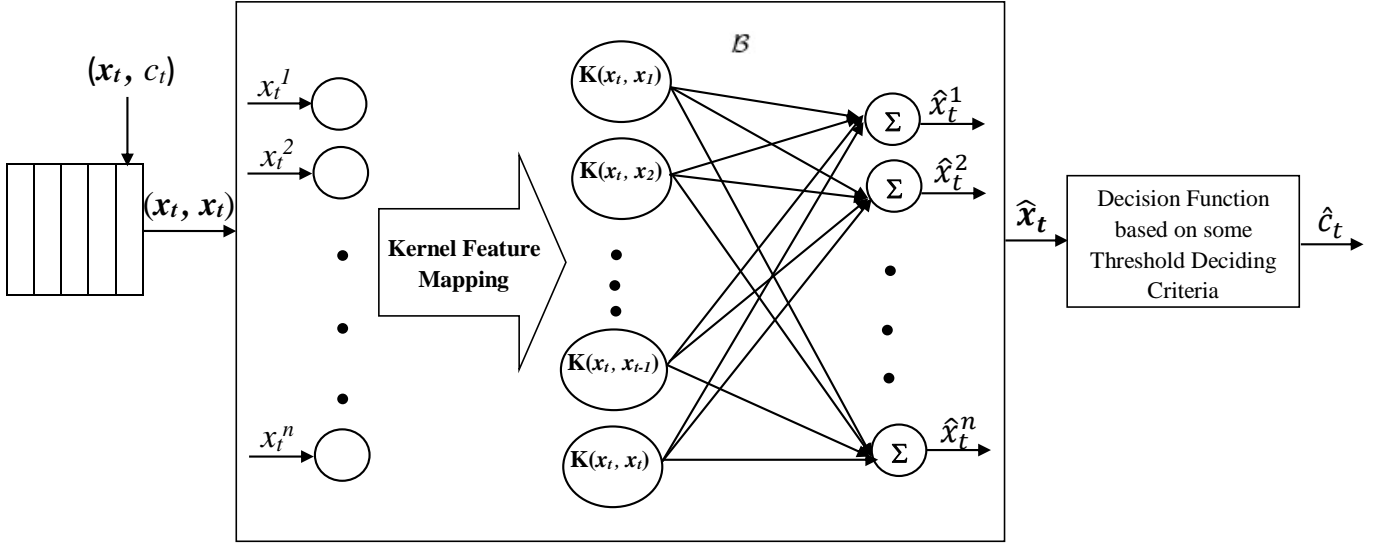 (x_t, c_t)
(x_t, x_t)
x_t^1
x_t^2
x_t^n
Kernel Feature
Mapping
ℬ
K(x_t, x_1)
K(x_t, x_2)
K(x_t, x_{t-1})
K(x_t, x_t)
Σ
Σ
Σ
x̂_t^1
x̂_t^2
x̂_t^n
x̂_t
Decision Function
based on some
Threshold Deciding
Criteria
ĉ_t